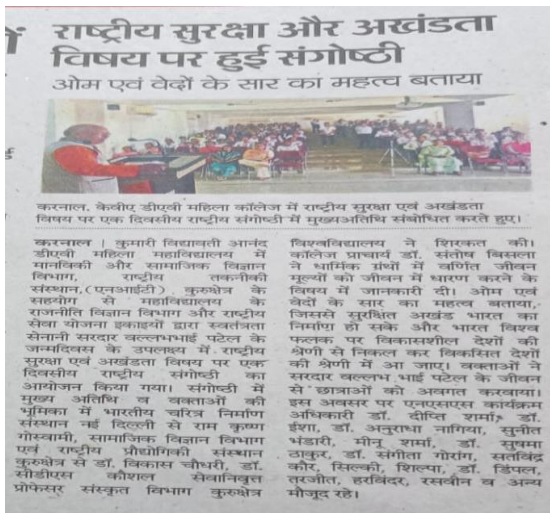 राष्ट्रीय सुरक्षा और अखंडता
विषय पर हुई संगोष्ठी
ओम एवं वेदों के सार का महत्व बताया
करनाल. केवीए डीएवी महिला कॉलेज में राष्ट्रीय सुरक्षा एवं अखंडता
विषय पर एक दिवसीय राष्ट्रीय संगोष्ठी में मुख्यअतिथि संबोधित करते हुए।
करनाल | कुमारी विद्यावती आनंद
डीएवी महिला महाविद्यालय में
मानविकी और सामाजिक विज्ञान
विभाग, राष्ट्रीय तकनीकी
संस्थान,(एनआईटी) कुरुक्षेत्र के
सहयोग से महाविद्यालय के
राजनीति विज्ञान विभाग और राष्ट्रीय
सेवा योजना इकाइयों द्वारा स्वतंत्रता
सेनानी सरदार वल्लभभाई पटेल के
जन्मदिवस के उपलक्ष्य में राष्ट्रीय
सुरक्षा एवं अखंडता विषय पर एक
दिवसीय राष्ट्रीय संगोष्ठी का
आयोजन किया गया। संगोष्ठी में
मुख्य अतिथि व वक्ताओं की
भूमिका में भारतीय चरित्र निर्माण
संस्थान नई दिल्ली से राम कृष्ण
गोस्वामी, सामाजिक विज्ञान विभाग
एवं राष्ट्रीय प्रौद्योगिकी संस्थान
कुरुक्षेत्र से डॉ. विकास चौधरी, डॉ.
सीडीएस कौशल सेवानिवृत्त
प्रोफेसर संस्कृत विभाग कुरुक्षेत्र
विश्वविद्यालय ने शिरकत की।
कॉलेज प्राचार्य डॉ. संतोष बिसला
ने धार्मिक ग्रंथों में वर्णित जीवन
मूल्यों को जीवन में धारण करने के
विषय में जानकारी दी। ओम एवं
वेदों के सार का महत्व बताया,
जिससे सुरक्षित अखंड भारत का
निर्माण हो सके और भारत विश्व
फलक पर विकासशील देशों की
श्रेणी से निकल कर विकसित देशों
की श्रेणी में आ जाए। वक्ताओं ने
सरदार वल्लभ भाई पटेल के जीवन
से छात्राओं को अवगत करवाया।
इस अवसर पर एनएसएस कार्यक्रम
अधिकारी डॉ. दीप्ति शर्मा, डॉ.
ईशा, डॉ. अनुराधा नागिया, सुनीत
भंडारी, मीनू शर्मा, डॉ. सुषमा
ठाकुर, डॉ. संगीता गोरांग, सतविंद्र
कौर, सिल्की, शिल्पा, डॉ. डिंपल,
तरजीत, हरविंदर, रसवीन व अन्य
मौजूद रहे।